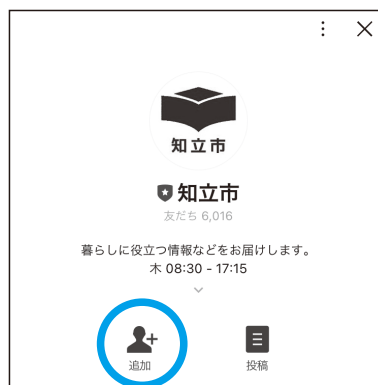 知立市
知立市
友だち 6,016
暮らしに役立つ情報などをお届けします。
木 08:30 - 17:15
追加
投稿